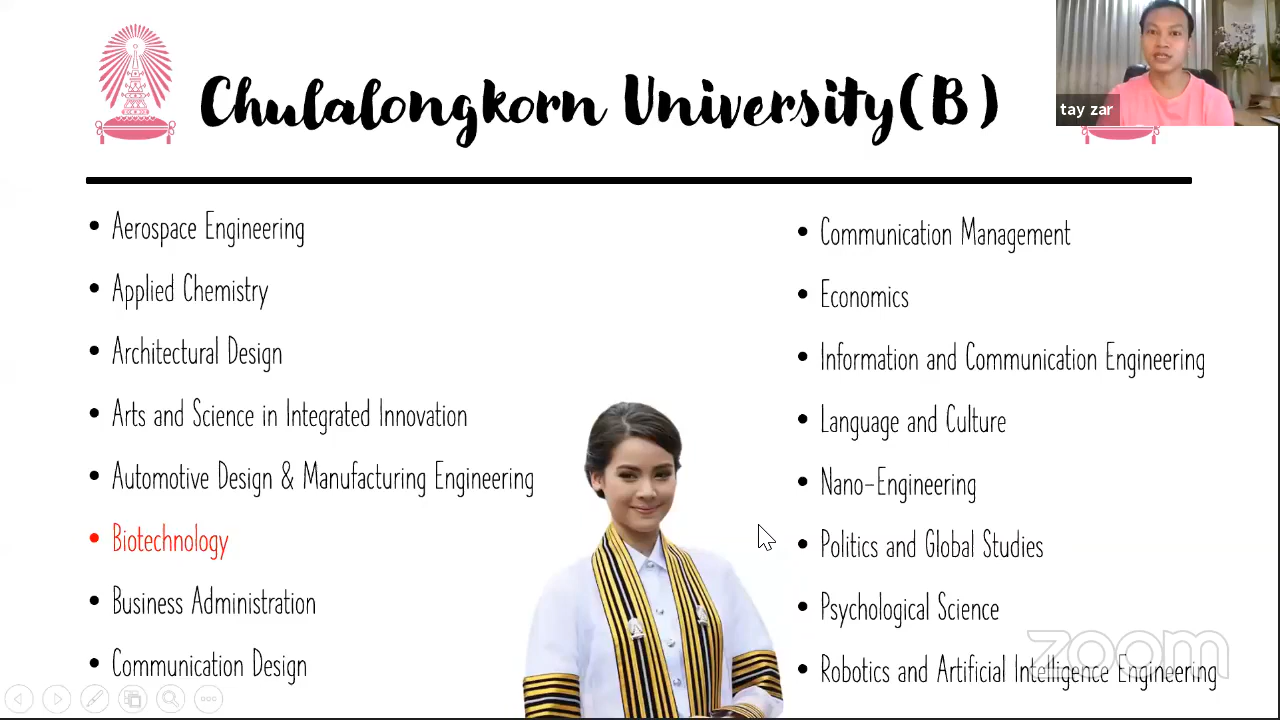 Chulalongkorn University(B)
tay zar
• Aerospace Engineering
• Applied Chemistry
• Architectural Design
• Arts and Science in Integrated Innovation
• Automotive Design & Manufacturing Engineering
• Biotechnology
• Business Administration
• Communication Design
• Communication Management
• Economics
• Information and Communication Engineering
• Language and Culture
• Nano-Engineering
• Politics and Global Studies
• Psychological Science
• Robotics and Artificial Intelligence Engineering
zoom